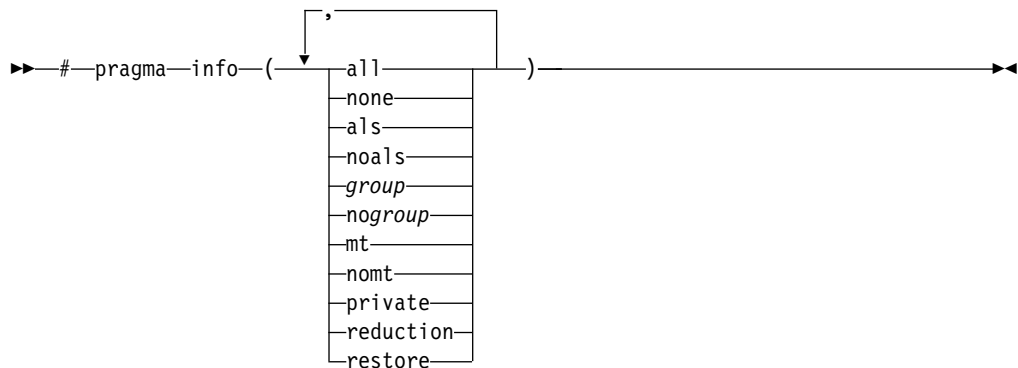 ,
# pragma info ( all )
none
als
noals
group
nogroup
mt
nomt
private
reduction
restore